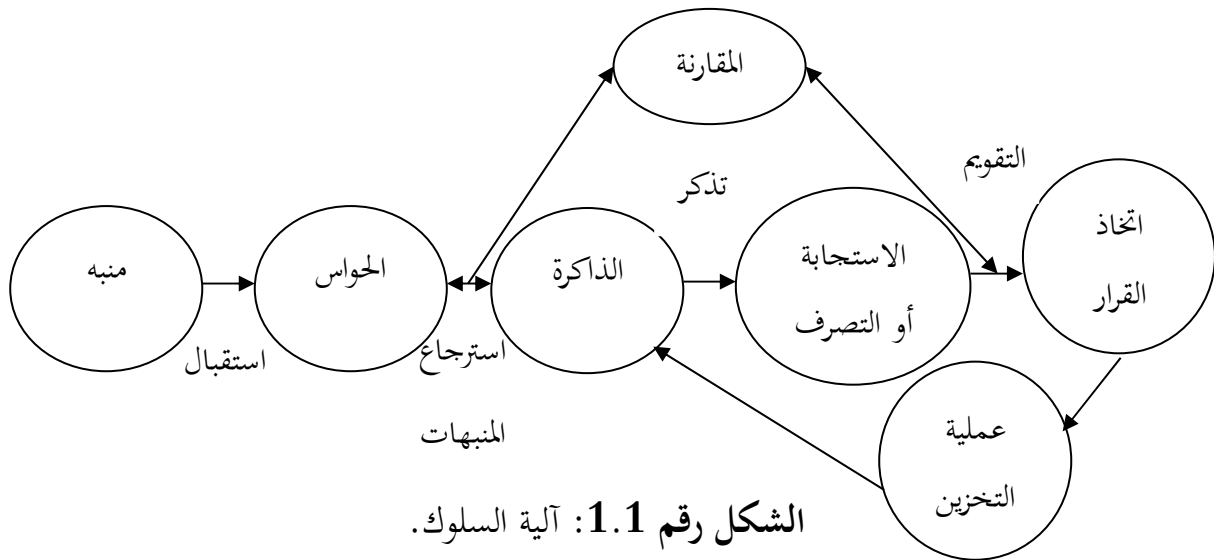 المقارنة
التقويم
تذكر
اتخاذ
القرار
الاستجابة
أو التصرف
الذاكرة
الحواس
منبه
استرجاع
المنبهات
استقبال
عملية
التخزين
الشكل رقم 1.1: آلية السلوك.